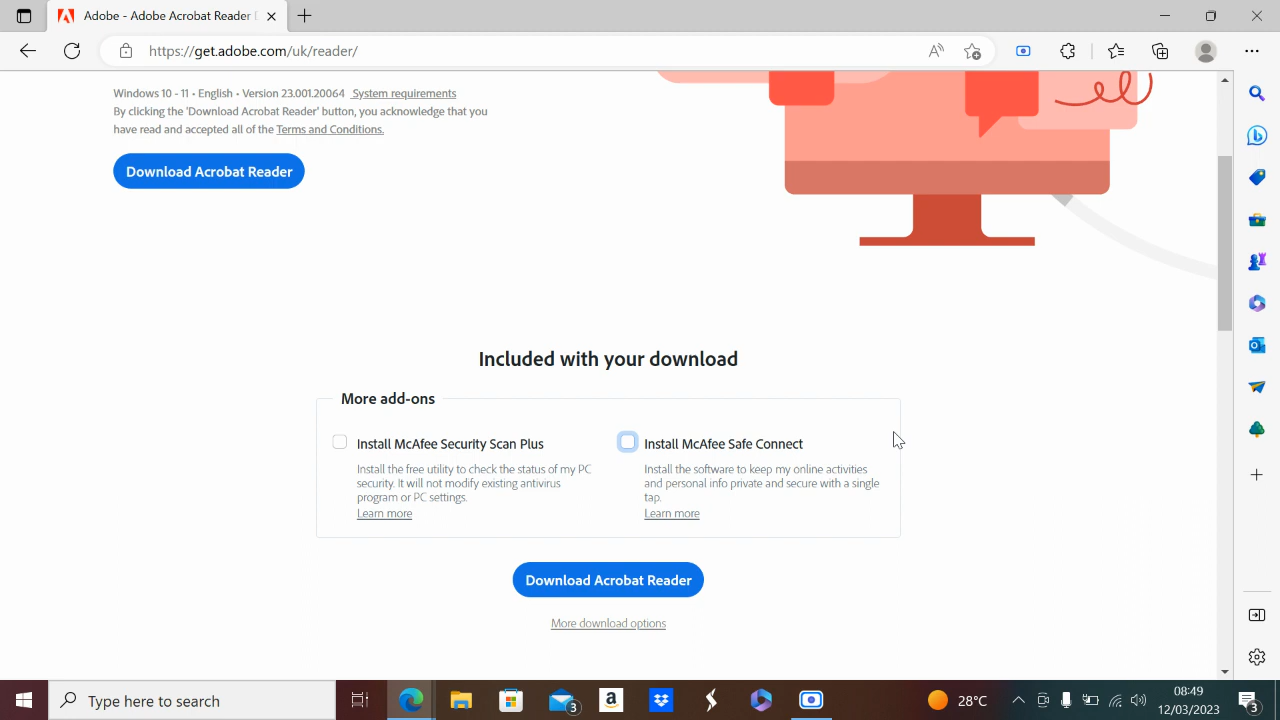 Adobe - Adobe Acrobat Reader
https://get.adobe.com/uk/reader/
Windows 10 - 11 • English • Version 23.001.20064 System requirements
By clicking the 'Download Acrobat Reader' button, you acknowledge that you
have read and accepted all of the Terms and Conditions.
Download Acrobat Reader
Included with your download
More add-ons
Install McAfee Security Scan Plus
Install the free utility to check the status of my PC
security. It will not modify existing antivirus
program or PC settings.
Learn more
Install McAfee Safe Connect
Install the software to keep my online activities
and personal info private and secure with a single
tap.
Learn more
Download Acrobat Reader
More download options
Type here to search
3
a
28°C
08:49
12/03/2023
3